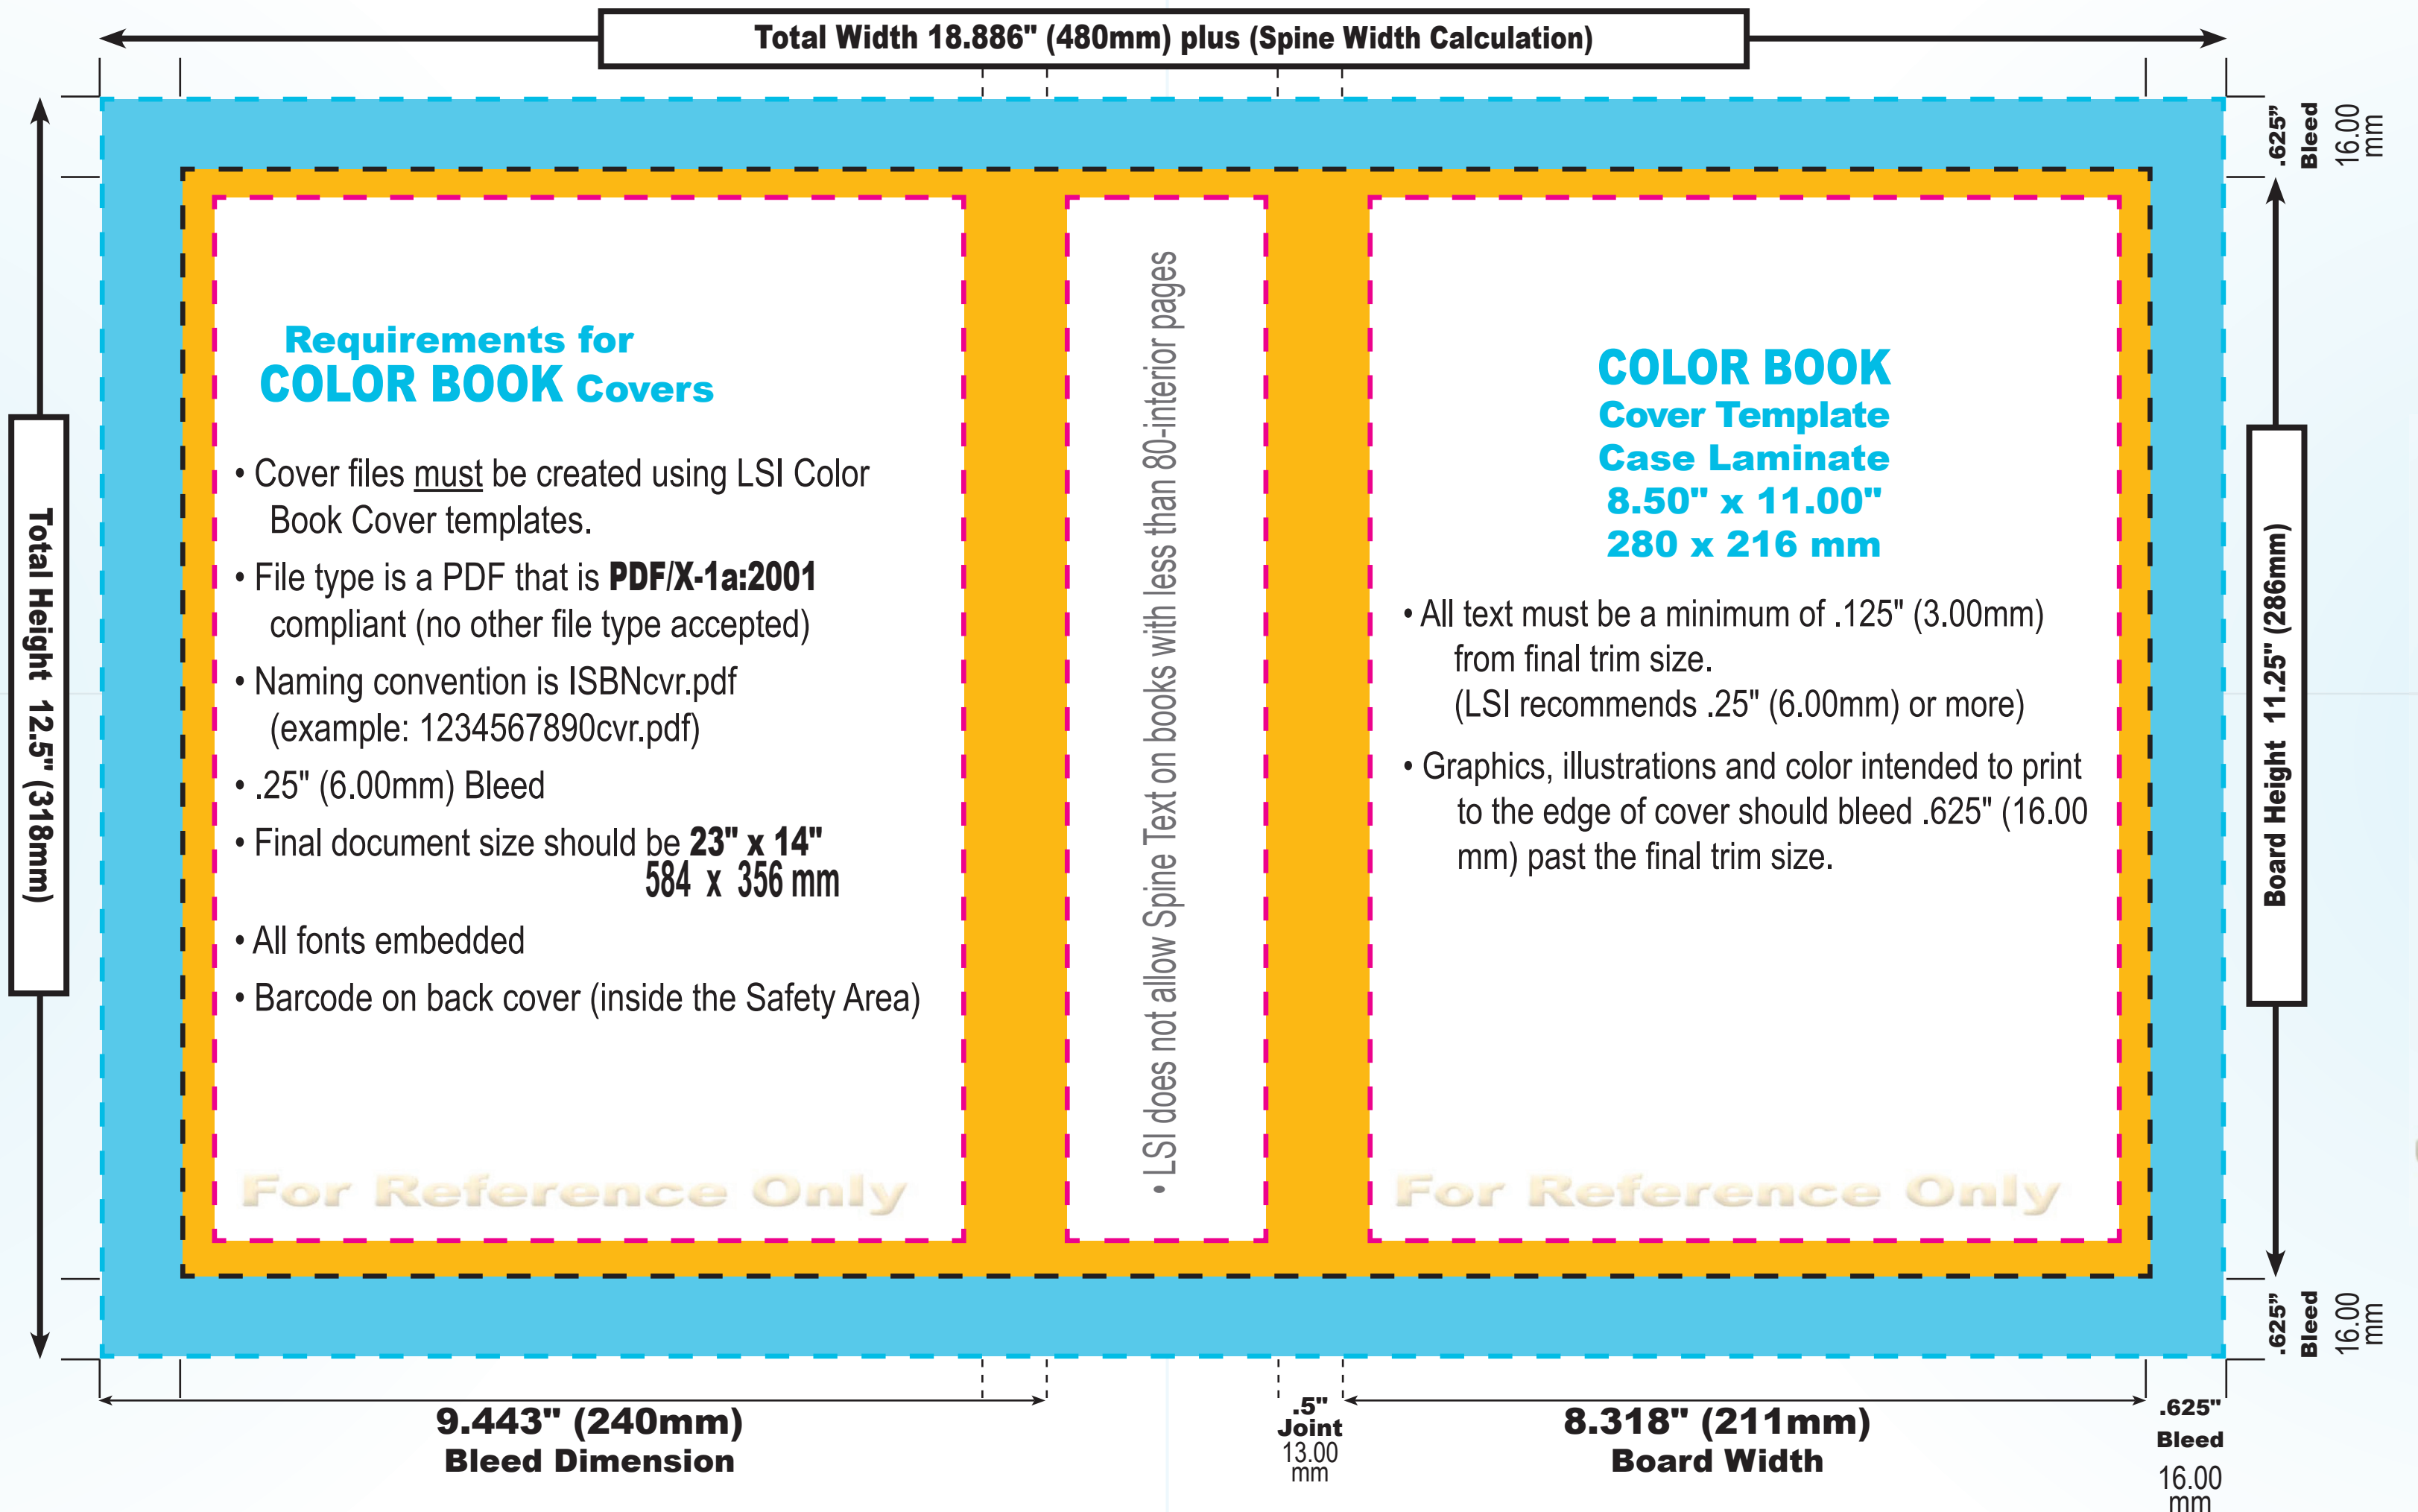 Total Width 18.886" (480mm) plus (Spine Width Calculation)
.625"
Bleed
16.00
mm
Total Height 12.5" (318mm)
Requirements for
COLOR BOOK Covers
• Cover files must be created using LSI Color
Book Cover templates.
• File type is a PDF that is PDF/X-1a:2001
compliant (no other file type accepted)
• Naming convention is ISBNcvr.pdf
(example: 1234567890cvr.pdf)
• .25" (6.00mm) Bleed
• Final document size should be 23" x 14"
584 x 356 mm
• All fonts embedded
• Barcode on back cover (inside the Safety Area)
For Reference Only
• LSI does not allow Spine Text on books with less than 80-interior pages
COLOR BOOK
Cover Template
Case Laminate
8.50" x 11.00"
280 x 216 mm
• All text must be a minimum of .125" (3.00mm)
from final trim size.
(LSI recommends .25" (6.00mm) or more)
• Graphics, illustrations and color intended to print
to the edge of cover should bleed .625" (16.00
mm) past the final trim size.
For Reference Only
Board Height 11.25" (286mm)
.625"
Bleed
16.00
mm
9.443" (240mm)
Bleed Dimension
.5"
Joint
13.00
mm
8.318" (211mm)
Board Width
.625"
Bleed
16.00
mm